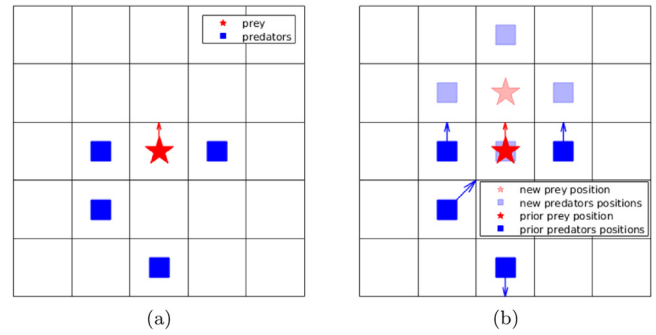 prey
predators
new prey position
new predators positions
prior prey position
prior predators positions
(a)
(b)